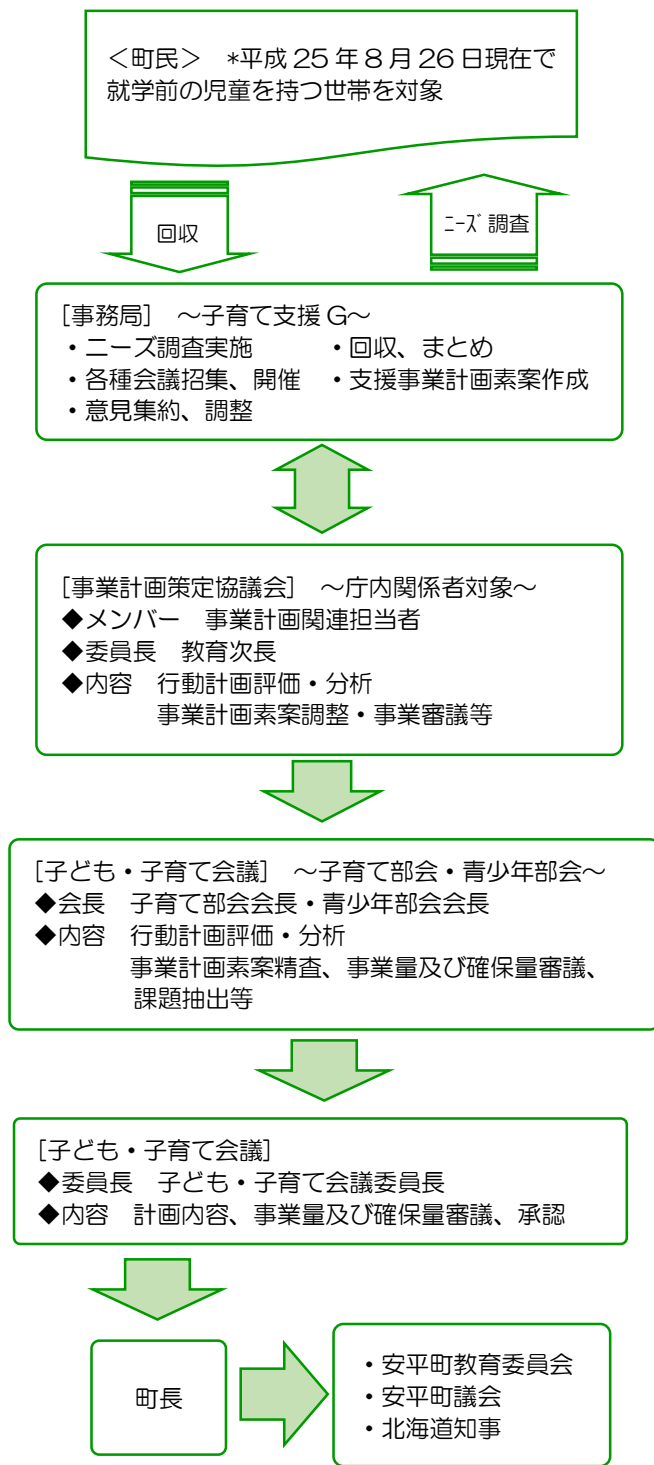 ＜町民＞　*平成 25 年 8 月 26 日現在で
就学前の児童を持つ世帯を対象
回収
ﾆｰｽﾞ調査
[事務局]　～子育て支援 G～
・ニーズ調査実施　　　・回収、まとめ
・各種会議招集、開催　・支援事業計画素案作成
・意見集約、調整
[事業計画策定協議会]　～庁内関係者対象～
◆メンバー　事業計画関連担当者
◆委員長　教育次長
◆内容　行動計画評価・分析
事業計画素案調整・事業審議等
[子ども・子育て会議]　～子育て部会・青少年部会～
◆会長　子育て部会会長・青少年部会会長
◆内容　行動計画評価・分析
事業計画素案精査、事業量及び確保量審議、
課題抽出等
[子ども・子育て会議]
◆委員長　子ども・子育て会議委員長
◆内容　計画内容、事業量及び確保量審議、承認
町長
・安平町教育委員会
・安平町議会
・北海道知事